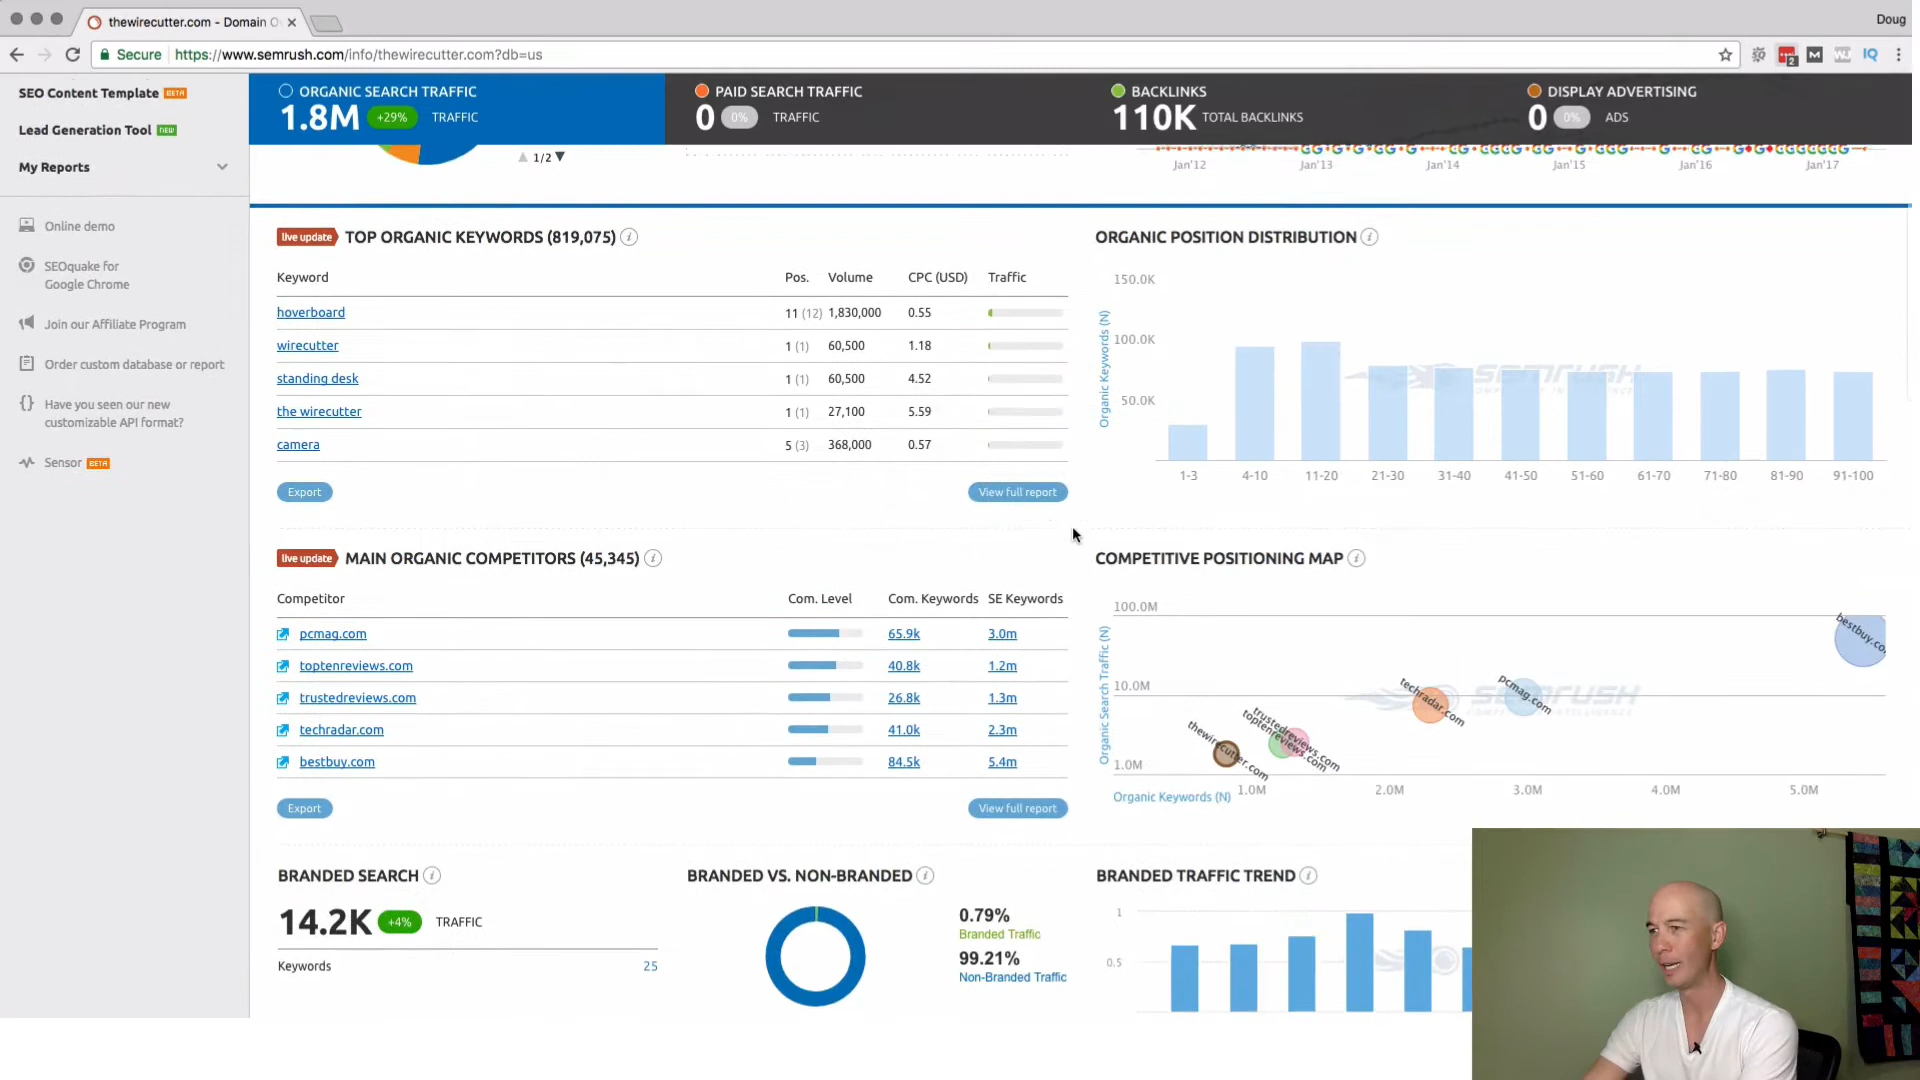 thewirecutter.com - Domain O
Doug
Secure https://www.semrush.com/info/thewirecutter.com?db=us
2 M IQ
SEO Content Template BETA
Lead Generation Tool NEW
My Reports
Online demo
SEOquake for
Google Chrome
Join our Affiliate Program
Order custom database or report
Have you seen our new
customizable API format?
Sensor BETA
ORGANIC SEARCH TRAFFIC
1.8M +29% TRAFFIC
PAID SEARCH TRAFFIC
0 0% TRAFFIC
BACKLINKS
110K TOTAL BACKLINKS
DISPLAY ADVERTISING
0 0% ADS
1/2
Jan'12 Jan'13 Jan'14 Jan'15 Jan'16 Jan'17
live update TOP ORGANIC KEYWORDS (819,075) i
Keyword Pos. Volume CPC (USD) Traffic
hoverboard 11 (12) 1,830,000 0.55
wirecutter 1 (1) 60,500 1.18
standing desk 1 (1) 60,500 4.52
the wirecutter 1 (1) 27,100 5.59
camera 5 (3) 368,000 0.57
Export View full report
ORGANIC POSITION DISTRIBUTION i
Organic Keywords (N)
150.0K
100.0K
50.0K
SEMRUSH
1-3 4-10 11-20 21-30 31-40 41-50 51-60 61-70 71-80 81-90 91-100
live update MAIN ORGANIC COMPETITORS (45,345) i
Competitor Com. Level Com. Keywords SE Keywords
pcmag.com 65.9k 3.0m
toptenreviews.com 40.8k 1.2m
trustedreviews.com 26.8k 1.3m
techradar.com 41.0k 2.3m
bestbuy.com 84.5k 5.4m
Export View full report
COMPETITIVE POSITIONING MAP i
Organic Search Traffic (N)
100.0M
10.0M
1.0M
bestbuy.co
pcmag.com
techradar.com
SEMRUSH
trustedreviews.com
toptenreviews.com
thewirecutter.com
Organic Keywords (N)
1.0M 2.0M 3.0M 4.0M 5.0M
BRANDED SEARCH i
14.2K +4% TRAFFIC
Keywords 25
BRANDED VS. NON-BRANDED i
0.79%
Branded Traffic
99.21%
Non-Branded Traffic
BRANDED TRAFFIC TREND i
1
0.5